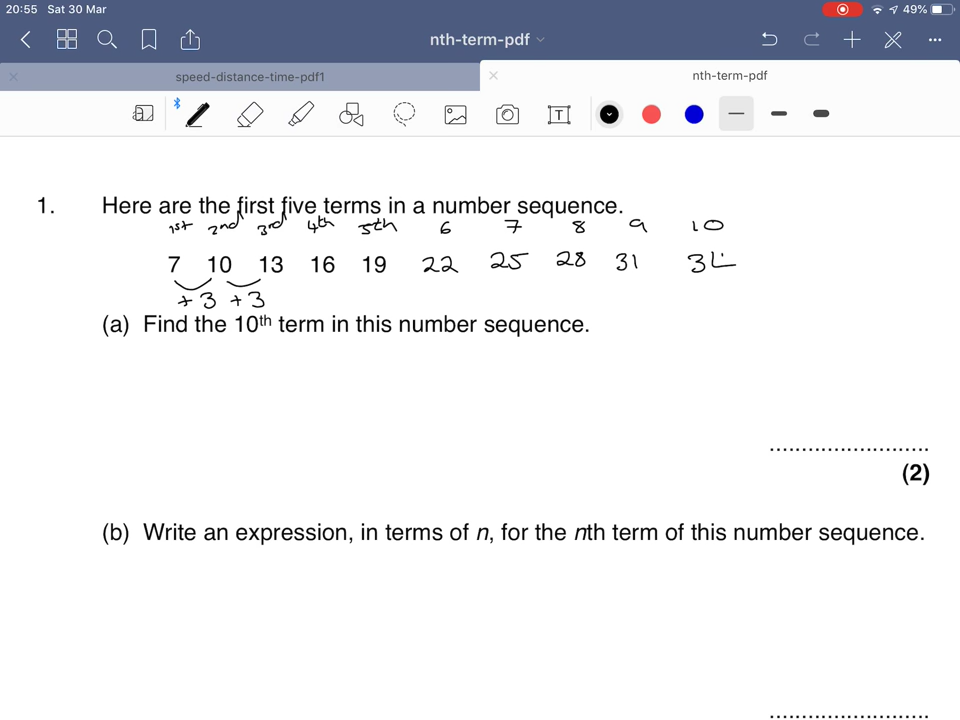 20:55 Sat 30 Mar 49%
nth-term-pdf
speed-distance-time-pdf1 nth-term-pdf
1. Here are the first five terms in a number sequence.
1st 2nd 3rd 4th 5th 6 7 8 9 10
7 10 13 16 19 22 25 28 31 34
+3 +3
(a) Find the 10th term in this number sequence.
...........................
(2)
(b) Write an expression, in terms of n, for the nth term of this number sequence.
...........................